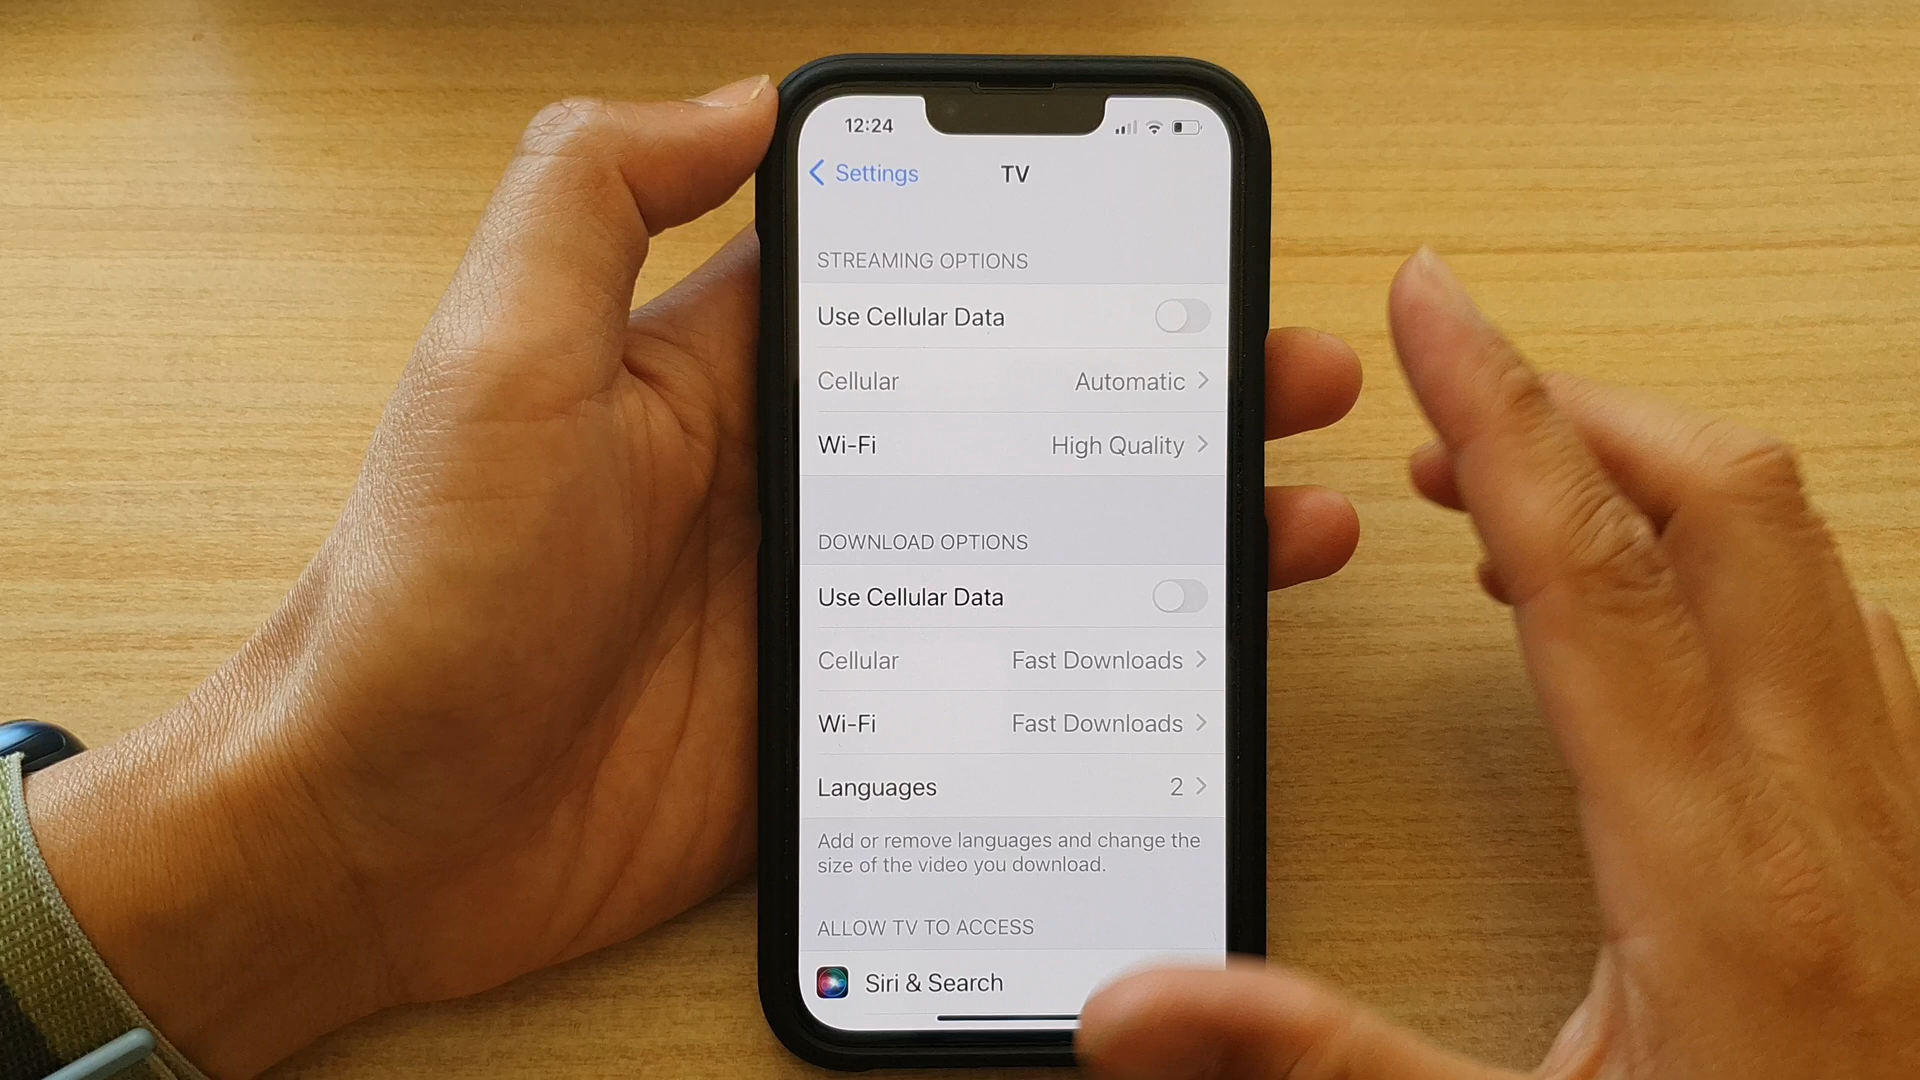 12:24
Settings
TV
STREAMING OPTIONS
Use Cellular Data
Cellular Automatic
Wi-Fi High Quality
DOWNLOAD OPTIONS
Use Cellular Data
Cellular Fast Downloads
Wi-Fi Fast Downloads
Languages 2
Add or remove languages and change the
size of the video you download.
ALLOW TV TO ACCESS
Siri & Search